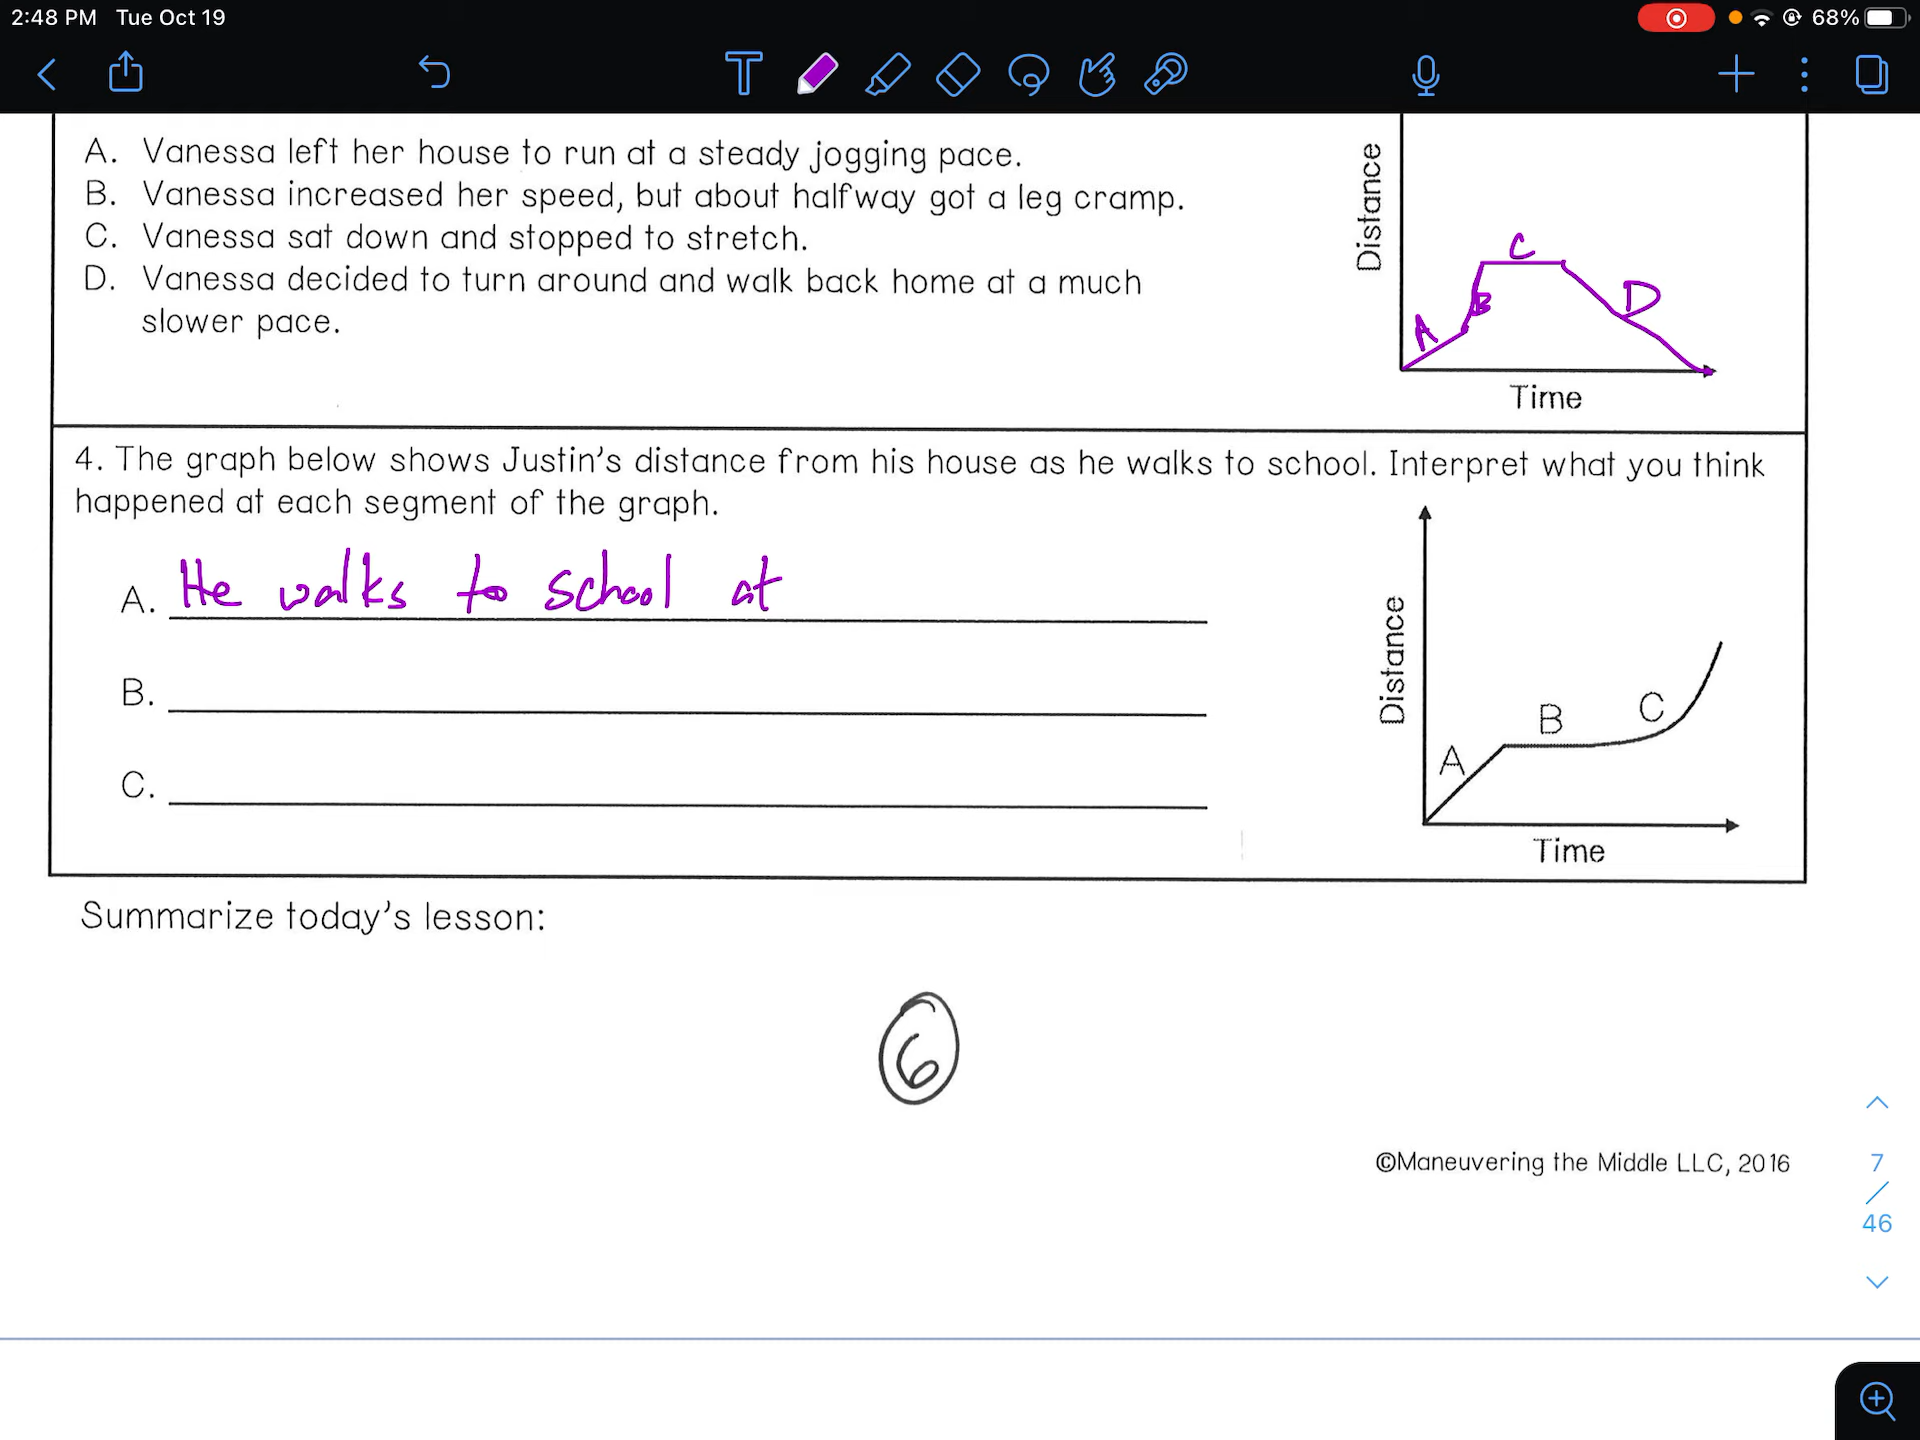 2:48 PM Tue Oct 19
68%
A. Vanessa left her house to run at a steady jogging pace.
B. Vanessa increased her speed, but about halfway got a leg cramp.
C. Vanessa sat down and stopped to stretch.
D. Vanessa decided to turn around and walk back home at a much
slower pace.
Distance
A
B
C
D
Time
4. The graph below shows Justin's distance from his house as he walks to school. Interpret what you think
happened at each segment of the graph.
A. He walks to school at
B.
C.
Distance
A
B
C
Time
Summarize today's lesson:
6
©Maneuvering the Middle LLC, 2016
7
/
46